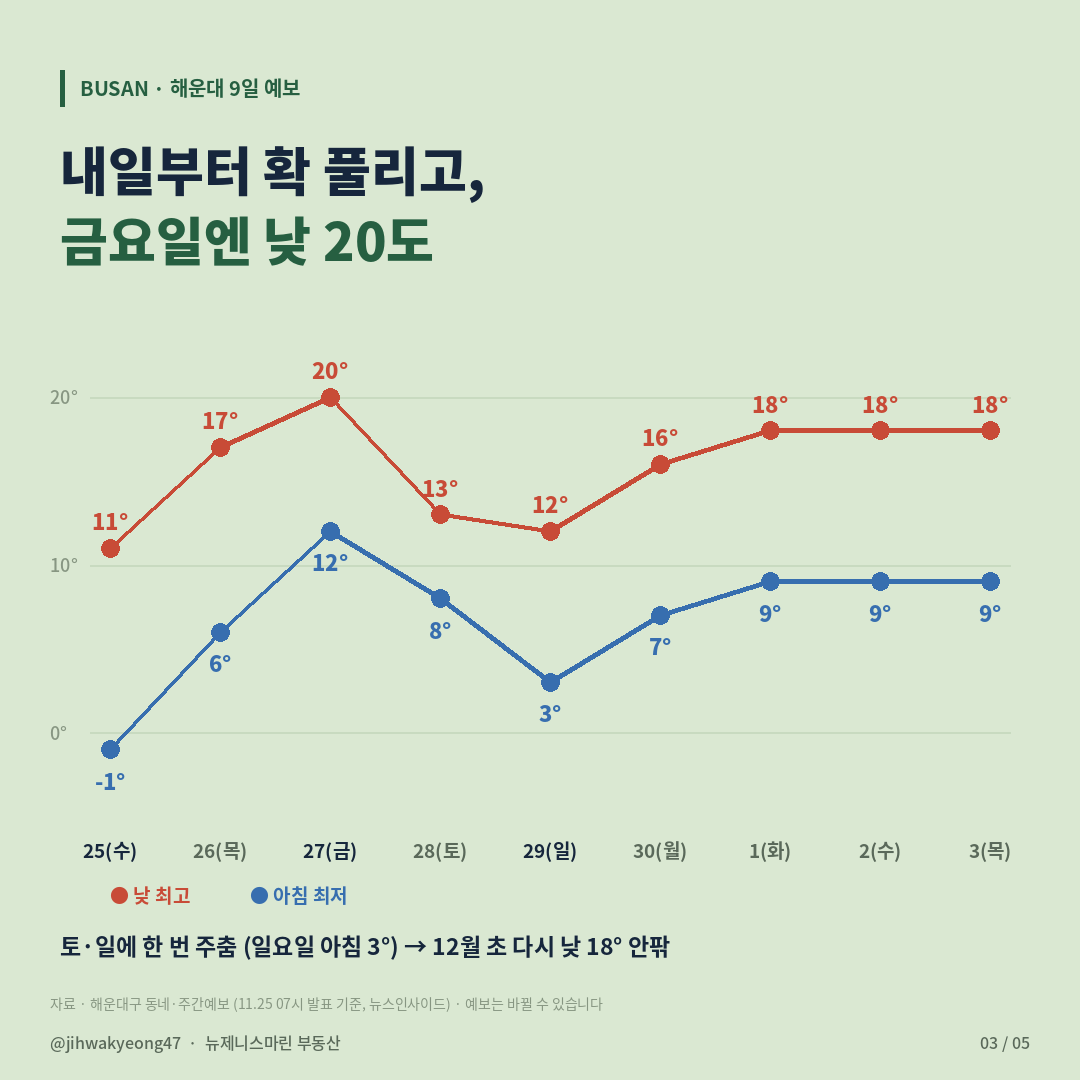 BUSAN · 해운대 9일 예보
내일부터 확 풀리고,
금요일엔 낮 20도
20°
10°
0°
11° 17° 20° 13° 12° 16° 18° 18° 18°
-1° 6° 12° 8° 3° 7° 9° 9° 9°
25(수) 26(목) 27(금) 28(토) 29(일) 30(월) 1(화) 2(수) 3(목)
낮 최고 아침 최저
토·일에 한 번 주춤 (일요일 아침 3°) → 12월 초 다시 낮 18° 안팎
자료 · 해운대구 동네·주간예보 (11.25 07시 발표 기준, 뉴스인사이드) · 예보는 바뀔 수 있습니다
@jihwakyeong47 · 뉴제니스마린 부동산
03 / 05